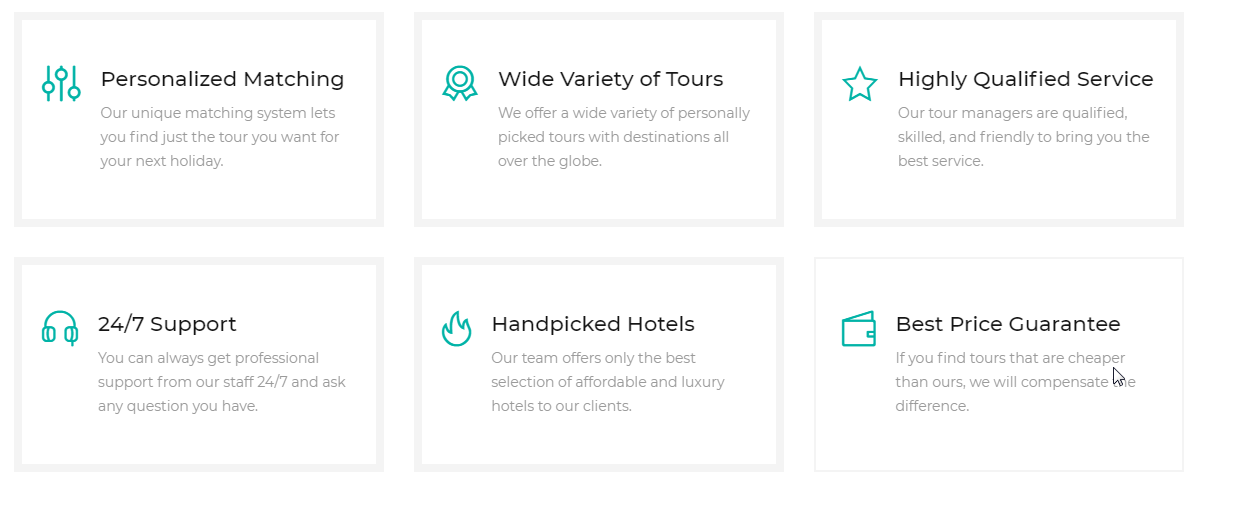 Personalized Matching
Our unique matching system lets
you find just the tour you want for
your next holiday.
Wide Variety of Tours
We offer a wide variety of personally
picked tours with destinations all
over the globe.
Highly Qualified Service
Our tour managers are qualified,
skilled, and friendly to bring you the
best service.
24/7 Support
You can always get professional
support from our staff 24/7 and ask
any question you have.
Handpicked Hotels
Our team offers only the best
selection of affordable and luxury
hotels to our clients.
Best Price Guarantee
If you find tours that are cheaper
than ours, we will compensate the
difference.